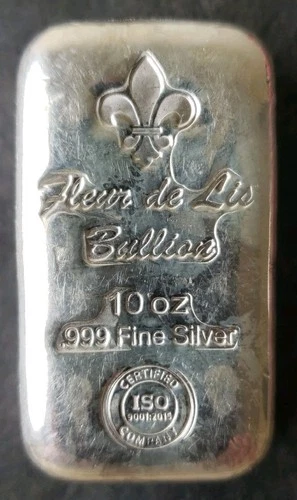 Fleur de Lis
Bullion
10 oz
.999 Fine Silver
CERTIFIED
ISO
9001:2015
COMPANY